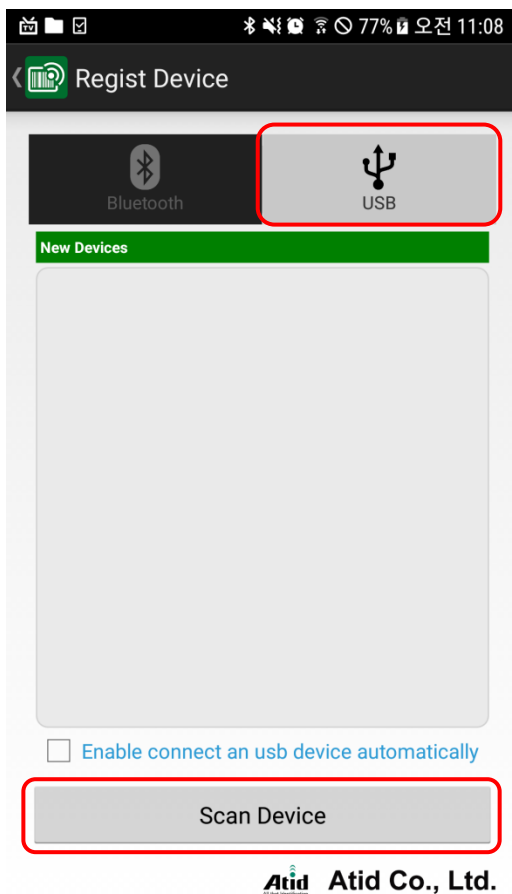 77% 오전 11:08
Regist Device
Bluetooth
USB
New Devices
Enable connect an usb device automatically
Scan Device
Atid Atid Co., Ltd.